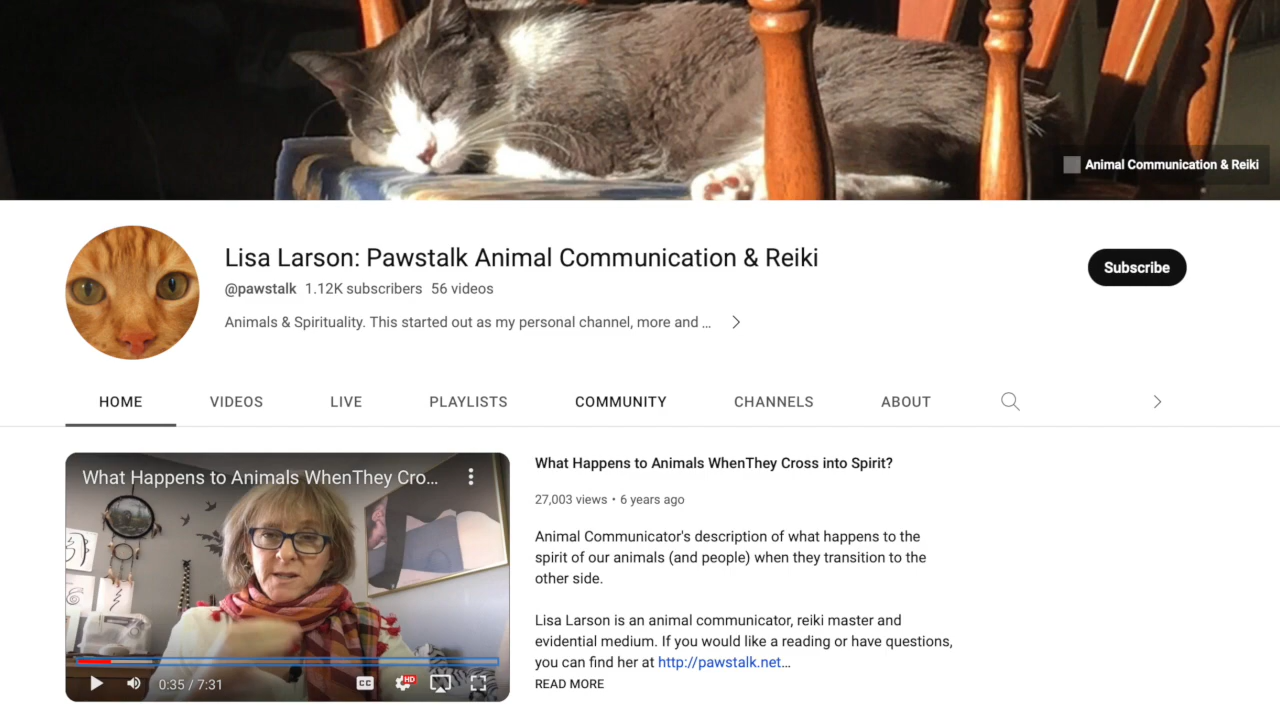 Animal Communication & Reiki
Lisa Larson: Pawstalk Animal Communication & Reiki
Subscribe
@pawstalk 1.12K subscribers 56 videos
Animals & Spirituality. This started out as my personal channel, more and ...
HOME VIDEOS LIVE PLAYLISTS COMMUNITY CHANNELS ABOUT
What Happens to Animals WhenThey Cro...
What Happens to Animals WhenThey Cross into Spirit?
27,003 views • 6 years ago
Animal Communicator's description of what happens to the
spirit of our animals (and people) when they transition to the
other side.
Lisa Larson is an animal communicator, reiki master and
evidential medium. If you would like a reading or have questions,
you can find her at http://pawstalk.net...
READ MORE
0:35 / 7:31
CC
HD